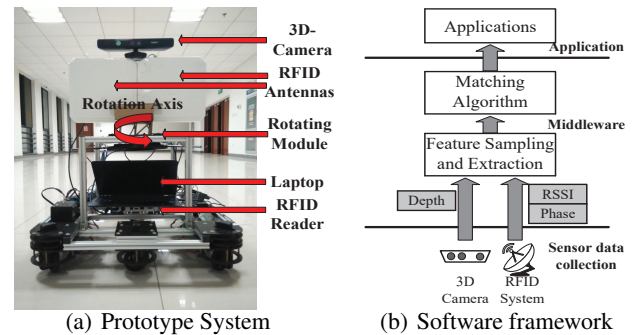 3D-
Camera
RFID
Antennas
Rotation Axis
Rotating
Module
Laptop
RFID
Reader
(a) Prototype System
Applications
Application
Matching
Algorithm
Middleware
Feature Sampling
and Extraction
Depth
RSSI
Phase
Sensor data
collection
3D
Camera
RFID
System
(b) Software framework